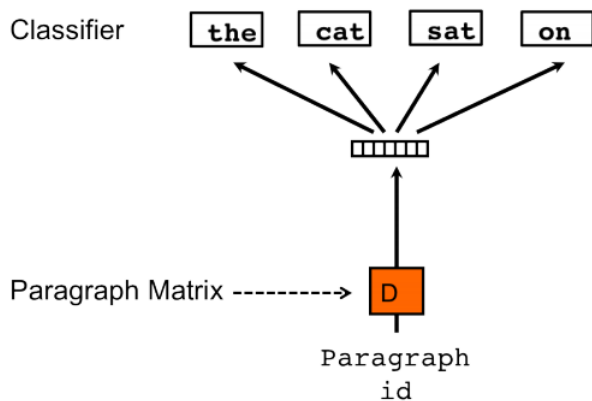 Classifier the cat sat on
Paragraph Matrix D
Paragraph
id